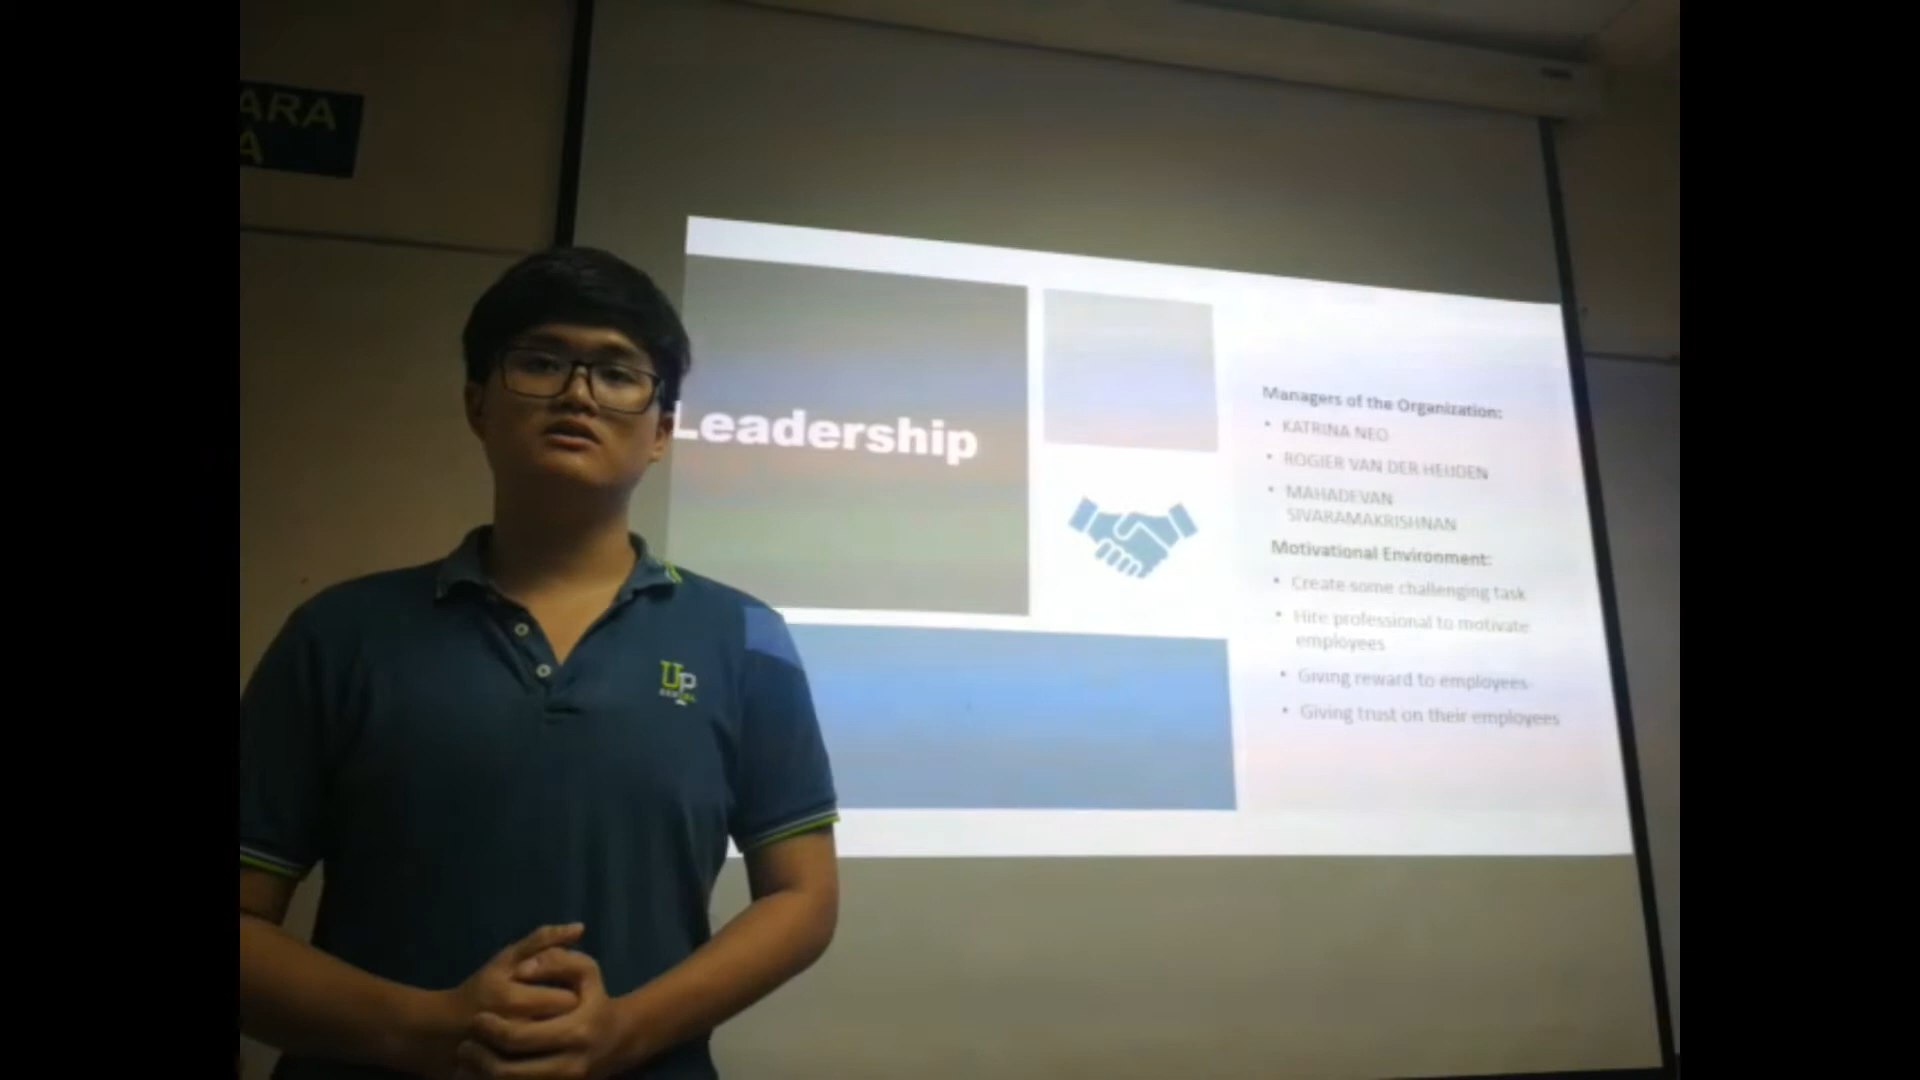 ARA
A
Leadership
Managers of the Organization:
• KATRINA NEO
• ROGIER VAN DER HEIJDEN
• MAHADEVAN
SIVARAMAKRISHNAN
Motivational Environment:
• Create some challenging task
• Hire professional to motivate
employees
• Giving reward to employees
• Giving trust on their employees
UP